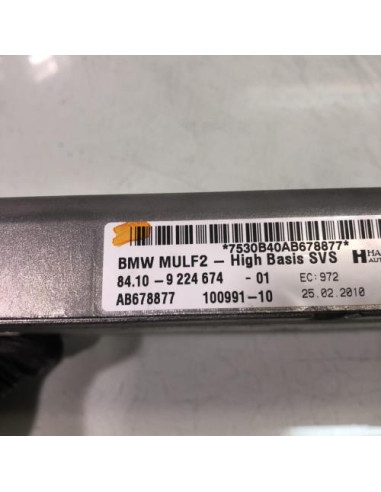 *7530B40AB678877*
BMW MULF2 – High Basis SVS H
84.10 - 9 224 674 - 01 EC: 972
AB678877 100991-10 25.02.2010